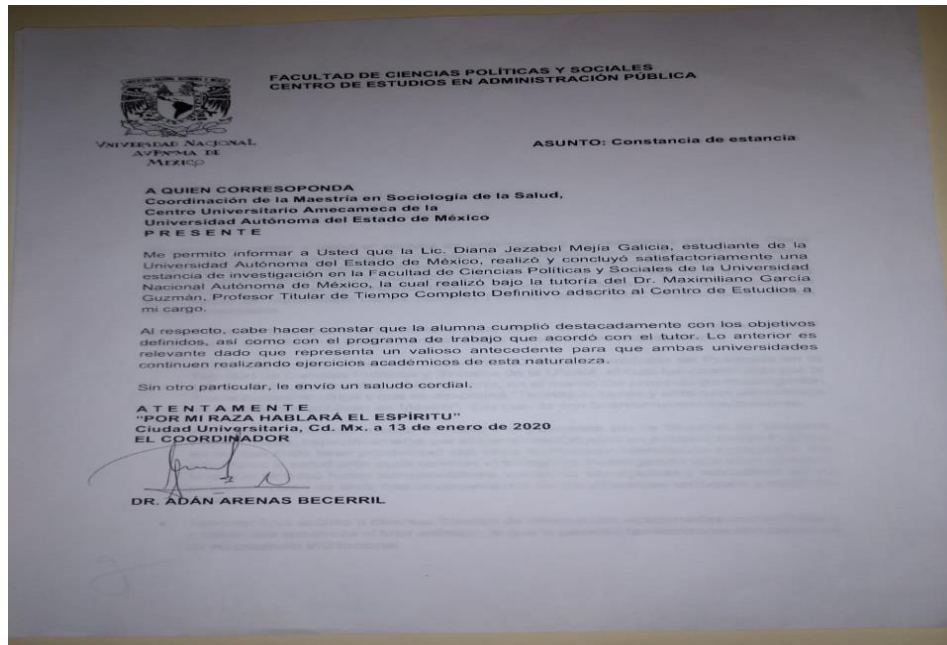 FACULTAD DE CIENCIAS POLÍTICAS Y SOCIALES
CENTRO DE ESTUDIOS EN ADMINISTRACIÓN PÚBLICA
VNIVERSDAD NACIONAL
AVFNºMA DE
MEXICO
ASUNTO: Constancia de estancia
A QUIEN CORRESOPONDA
Coordinación de la Maestría en Sociología de la Salud,
Centro Universitario Amecameca de la
Universidad Autónoma del Estado de México
P R E S E N T E
Me permito informar a Usted que la Lic. Diana Jezabel Mejía Galicia, estudiante de la
Universidad Autónoma del Estado de México, realizó y concluyó satisfactoriamente una
estancia de investigación en la Facultad de Ciencias Políticas y Sociales de la Universidad
Nacional Autónoma de México, la cual realizó bajo la tutoría del Dr. Maximiliano García
Guzmán, Profesor Titular de Tiempo Completo Definitivo adscrito al Centro de Estudios a
mi cargo.
Al respecto, cabe hacer constar que la alumna cumplió destacadamente con los objetivos
definidos, así como con el programa de trabajo que acordó con el tutor. Lo anterior es
relevante dado que representa un valioso antecedente para que ambas universidades
continuen realizando ejercicios académicos de esta naturaleza.
Sin otro particular, le envío un saludo cordial.
A T E N T A M E N T E
"POR MI RAZA HABLARÁ EL ESPÍRITU"
Ciudad Universitaria, Cd. Mx. a 13 de enero de 2020
EL COORDINADOR
DR. ADÁN ARENAS BECERRIL